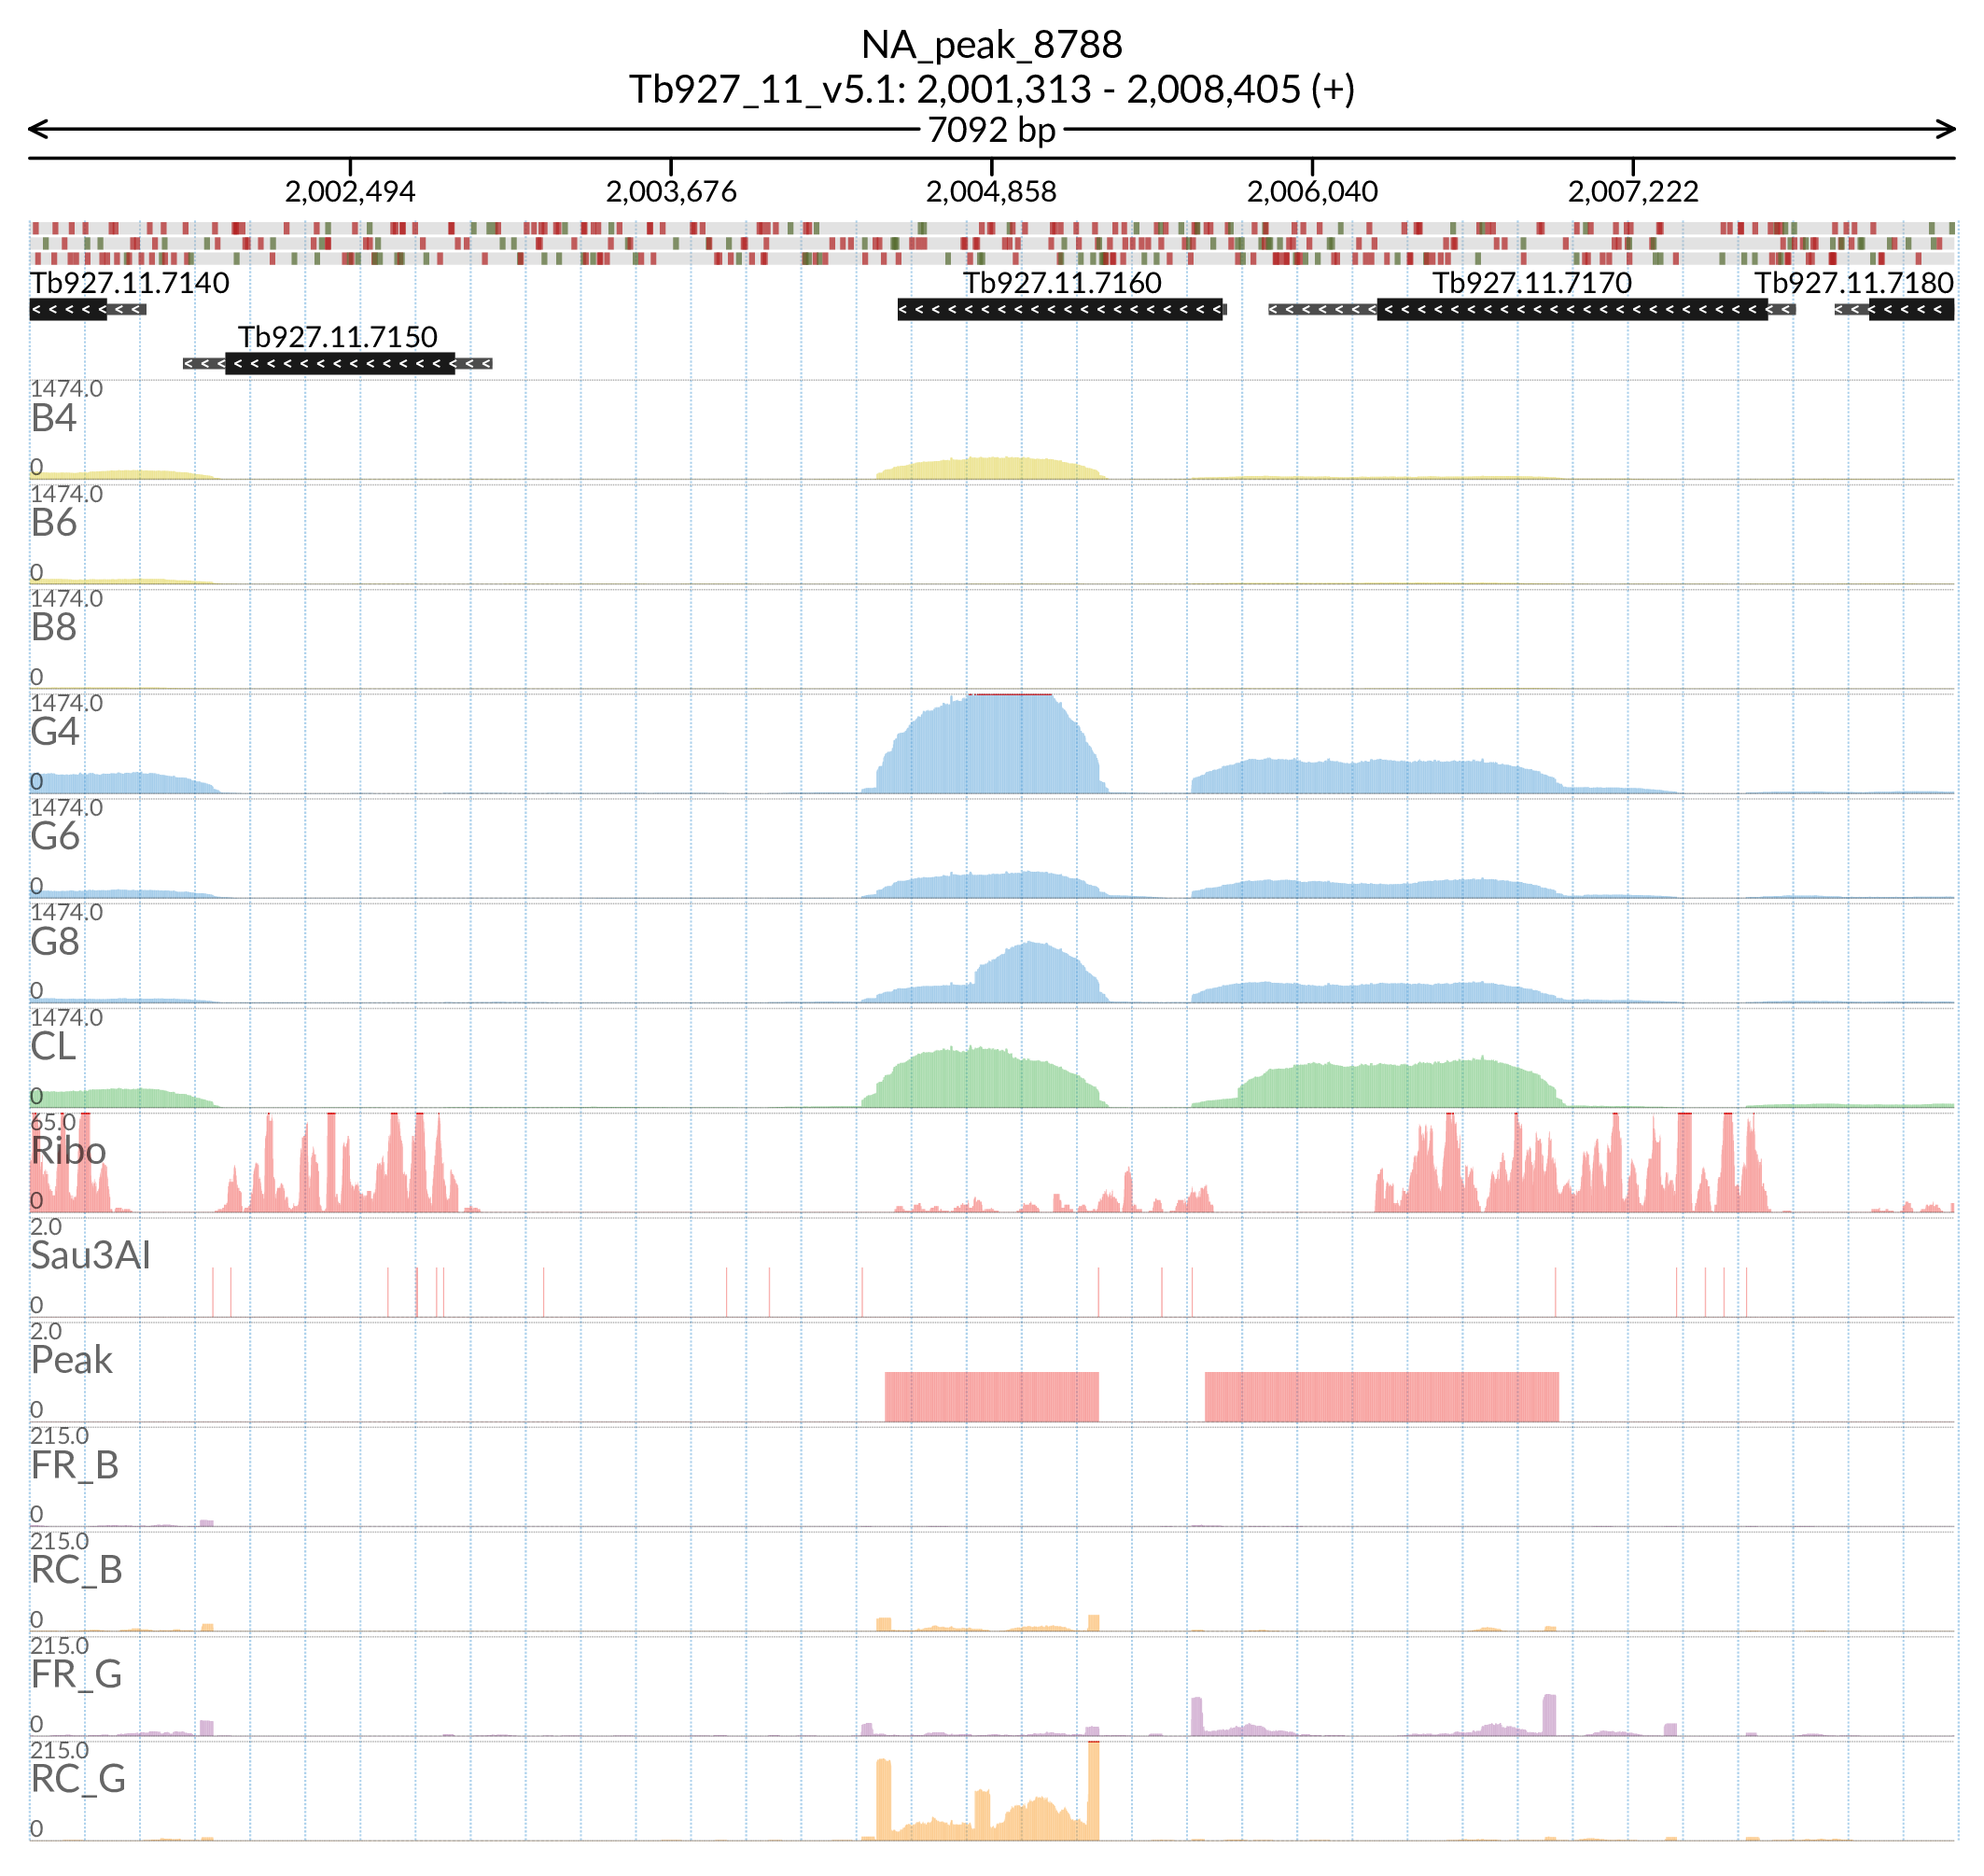 NA_peak_8788
Tb927_11_v5.1: 2,001,313 - 2,008,405 (+)
7092 bp
2,002,494 2,003,676 2,004,858 2,006,040 2,007,222
Tb927.11.7140 Tb927.11.7160 Tb927.11.7170 Tb927.11.7180
Tb927.11.7150
1474.0
B4
0
1474.0
B6
0
1474.0
B8
0
1474.0
G4
0
1474.0
G6
0
1474.0
G8
0
1474.0
CL
0
65.0
Ribo
0
2.0
Sau3AI
0
2.0
Peak
0
215.0
FR_B
0
215.0
RC_B
0
215.0
FR_G
0
215.0
RC_G
0